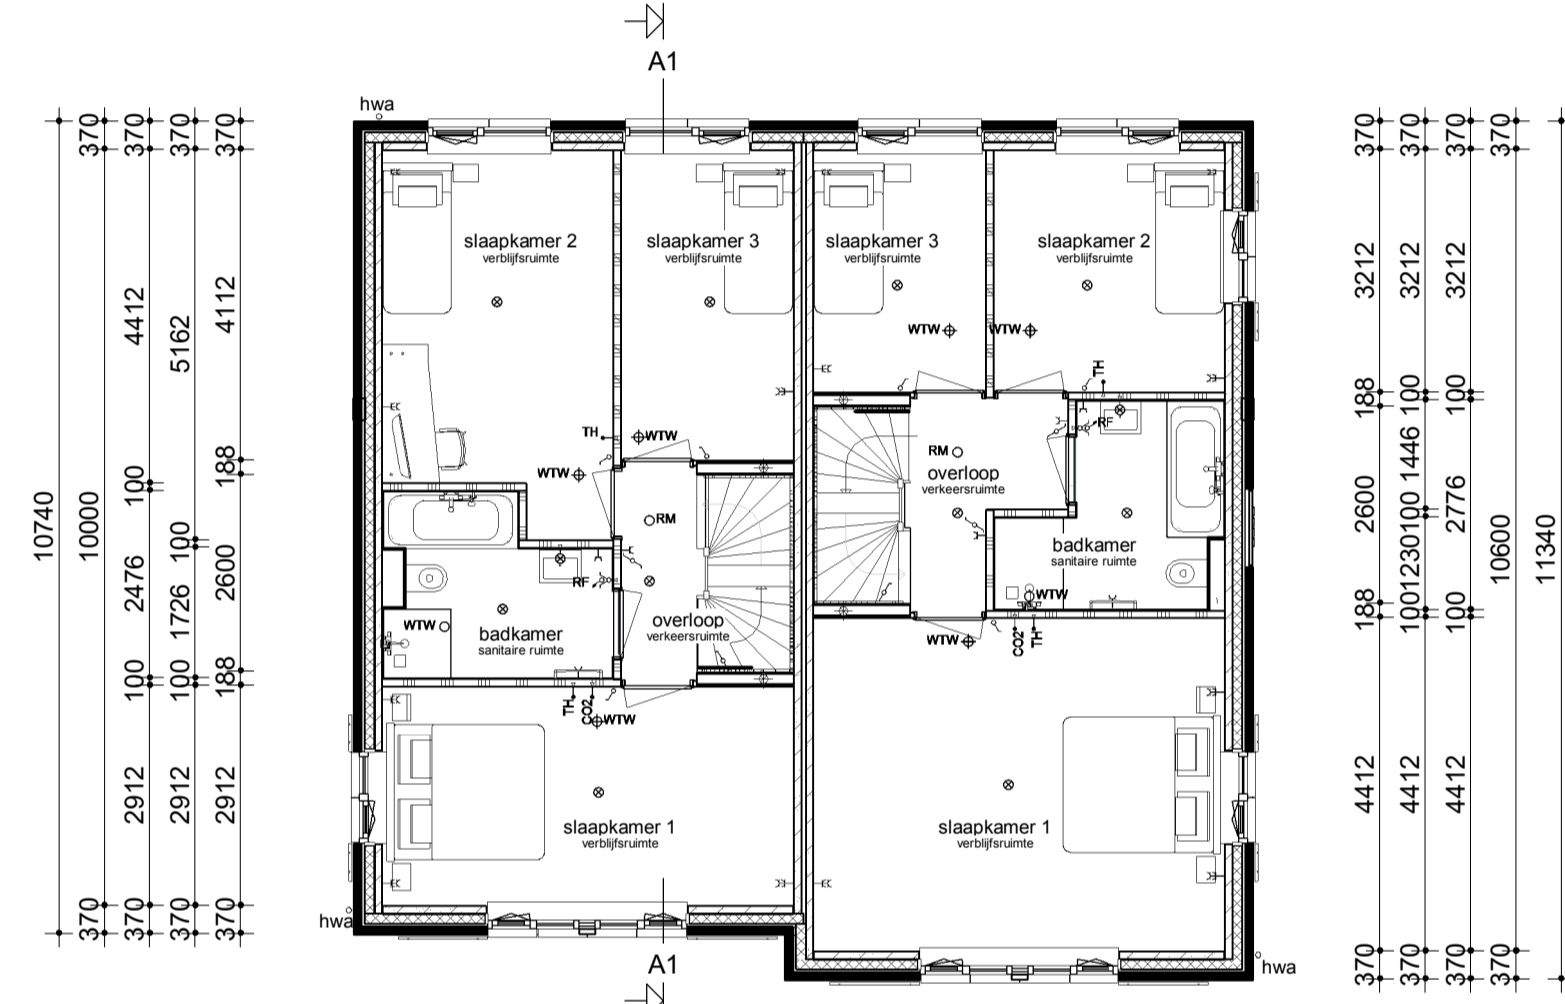 A1
hwa
370
370
370
370
370
370
370
370
slaapkamer 2
verblijfsruimte
slaapkamer 3
verblijfsruimte
slaapkamer 3
verblijfsruimte
slaapkamer 2
verblijfsruimte
4412
5162
4112
3212
3212
3212
WTW
WTW
TH
TH
WTW
WTW
RF
RM
overloop
verkeersruimte
188
100
100
188
100
10740
10000
100
2476
100
1726
2600
2600
1446
100
1230
2776
10600
11340
RM
RF
badkamer
sanitaire ruimte
WTW
WTW
badkamer
sanitaire ruimte
overloop
verkeersruimte
WTW
CO2
TH
188
100
100
100
100
188
188
TH
CO2
WTW
2912
2912
2912
4412
4412
4412
slaapkamer 1
verblijfsruimte
slaapkamer 1
verblijfsruimte
hwa
370
370
370
370
A1
hwa
370
370
370
370